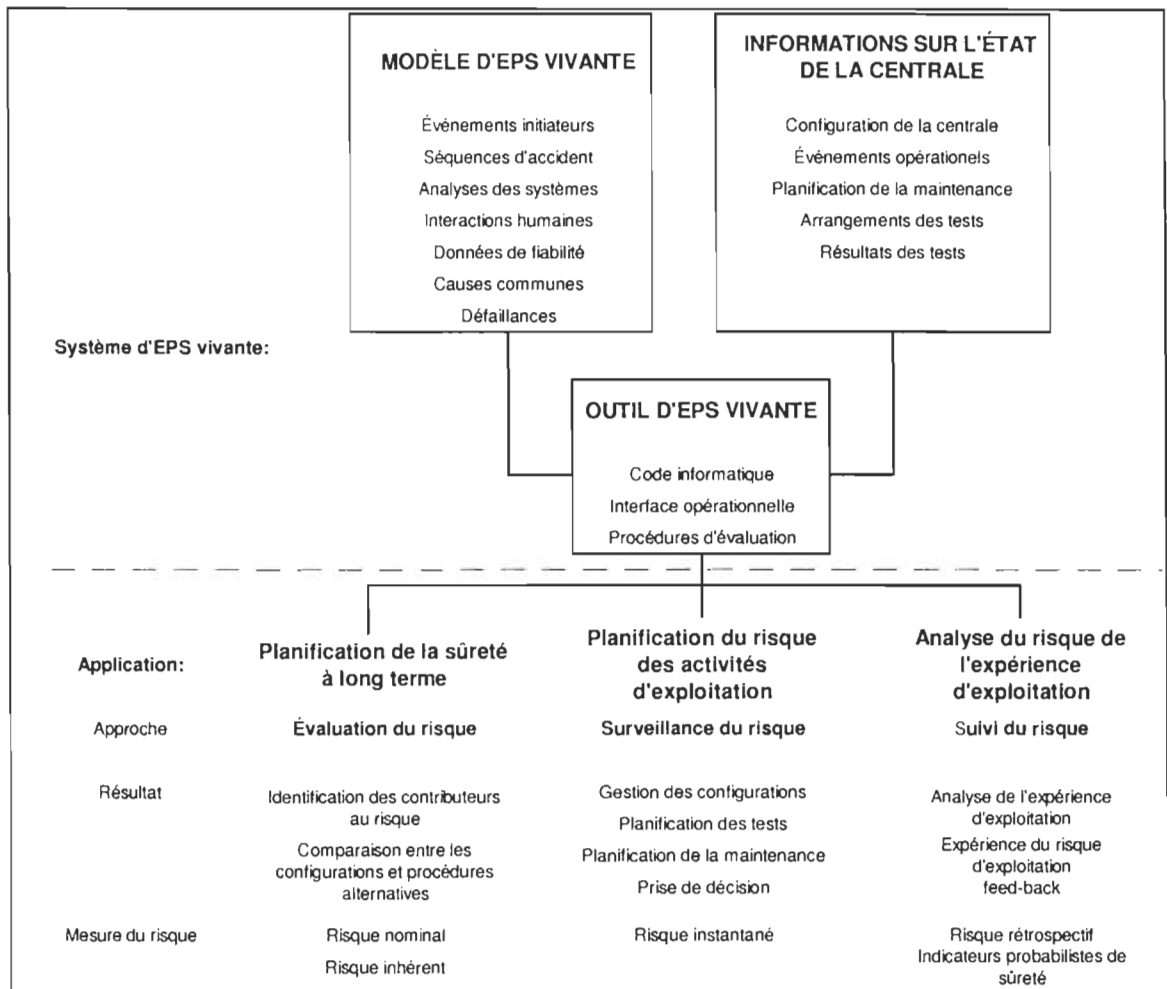 MODÈLE D'EPS VIVANTE
Événements initiateurs
Séquences d'accident
Analyses des systèmes
Interactions humaines
Données de fiabilité
Causes communes
Défaillances
INFORMATIONS SUR L'ÉTAT
DE LA CENTRALE
Configuration de la centrale
Événements opérationels
Planification de la maintenance
Arrangements des tests
Résultats des tests
Système d'EPS vivante:
OUTIL D'EPS VIVANTE
Code informatique
Interface opérationnelle
Procédures d'évaluation
Application:
Planification de la sûreté
à long terme
Planification du risque
des activités
d'exploitation
Analyse du risque de
l'expérience
d'exploitation
Approche
Évaluation du risque
Surveillance du risque
Suivi du risque
Résultat
Identification des contributeurs
au risque
Comparaison entre les
configurations et procédures
alternatives
Gestion des configurations
Planification des tests
Planification de la maintenance
Prise de décision
Analyse de l'expérience
d'exploitation
Expérience du risque
d'exploitation
feed-back
Mesure du risque
Risque nominal
Risque inhérent
Risque instantané
Risque rétrospectif
Indicateurs probabilistes de
sûreté